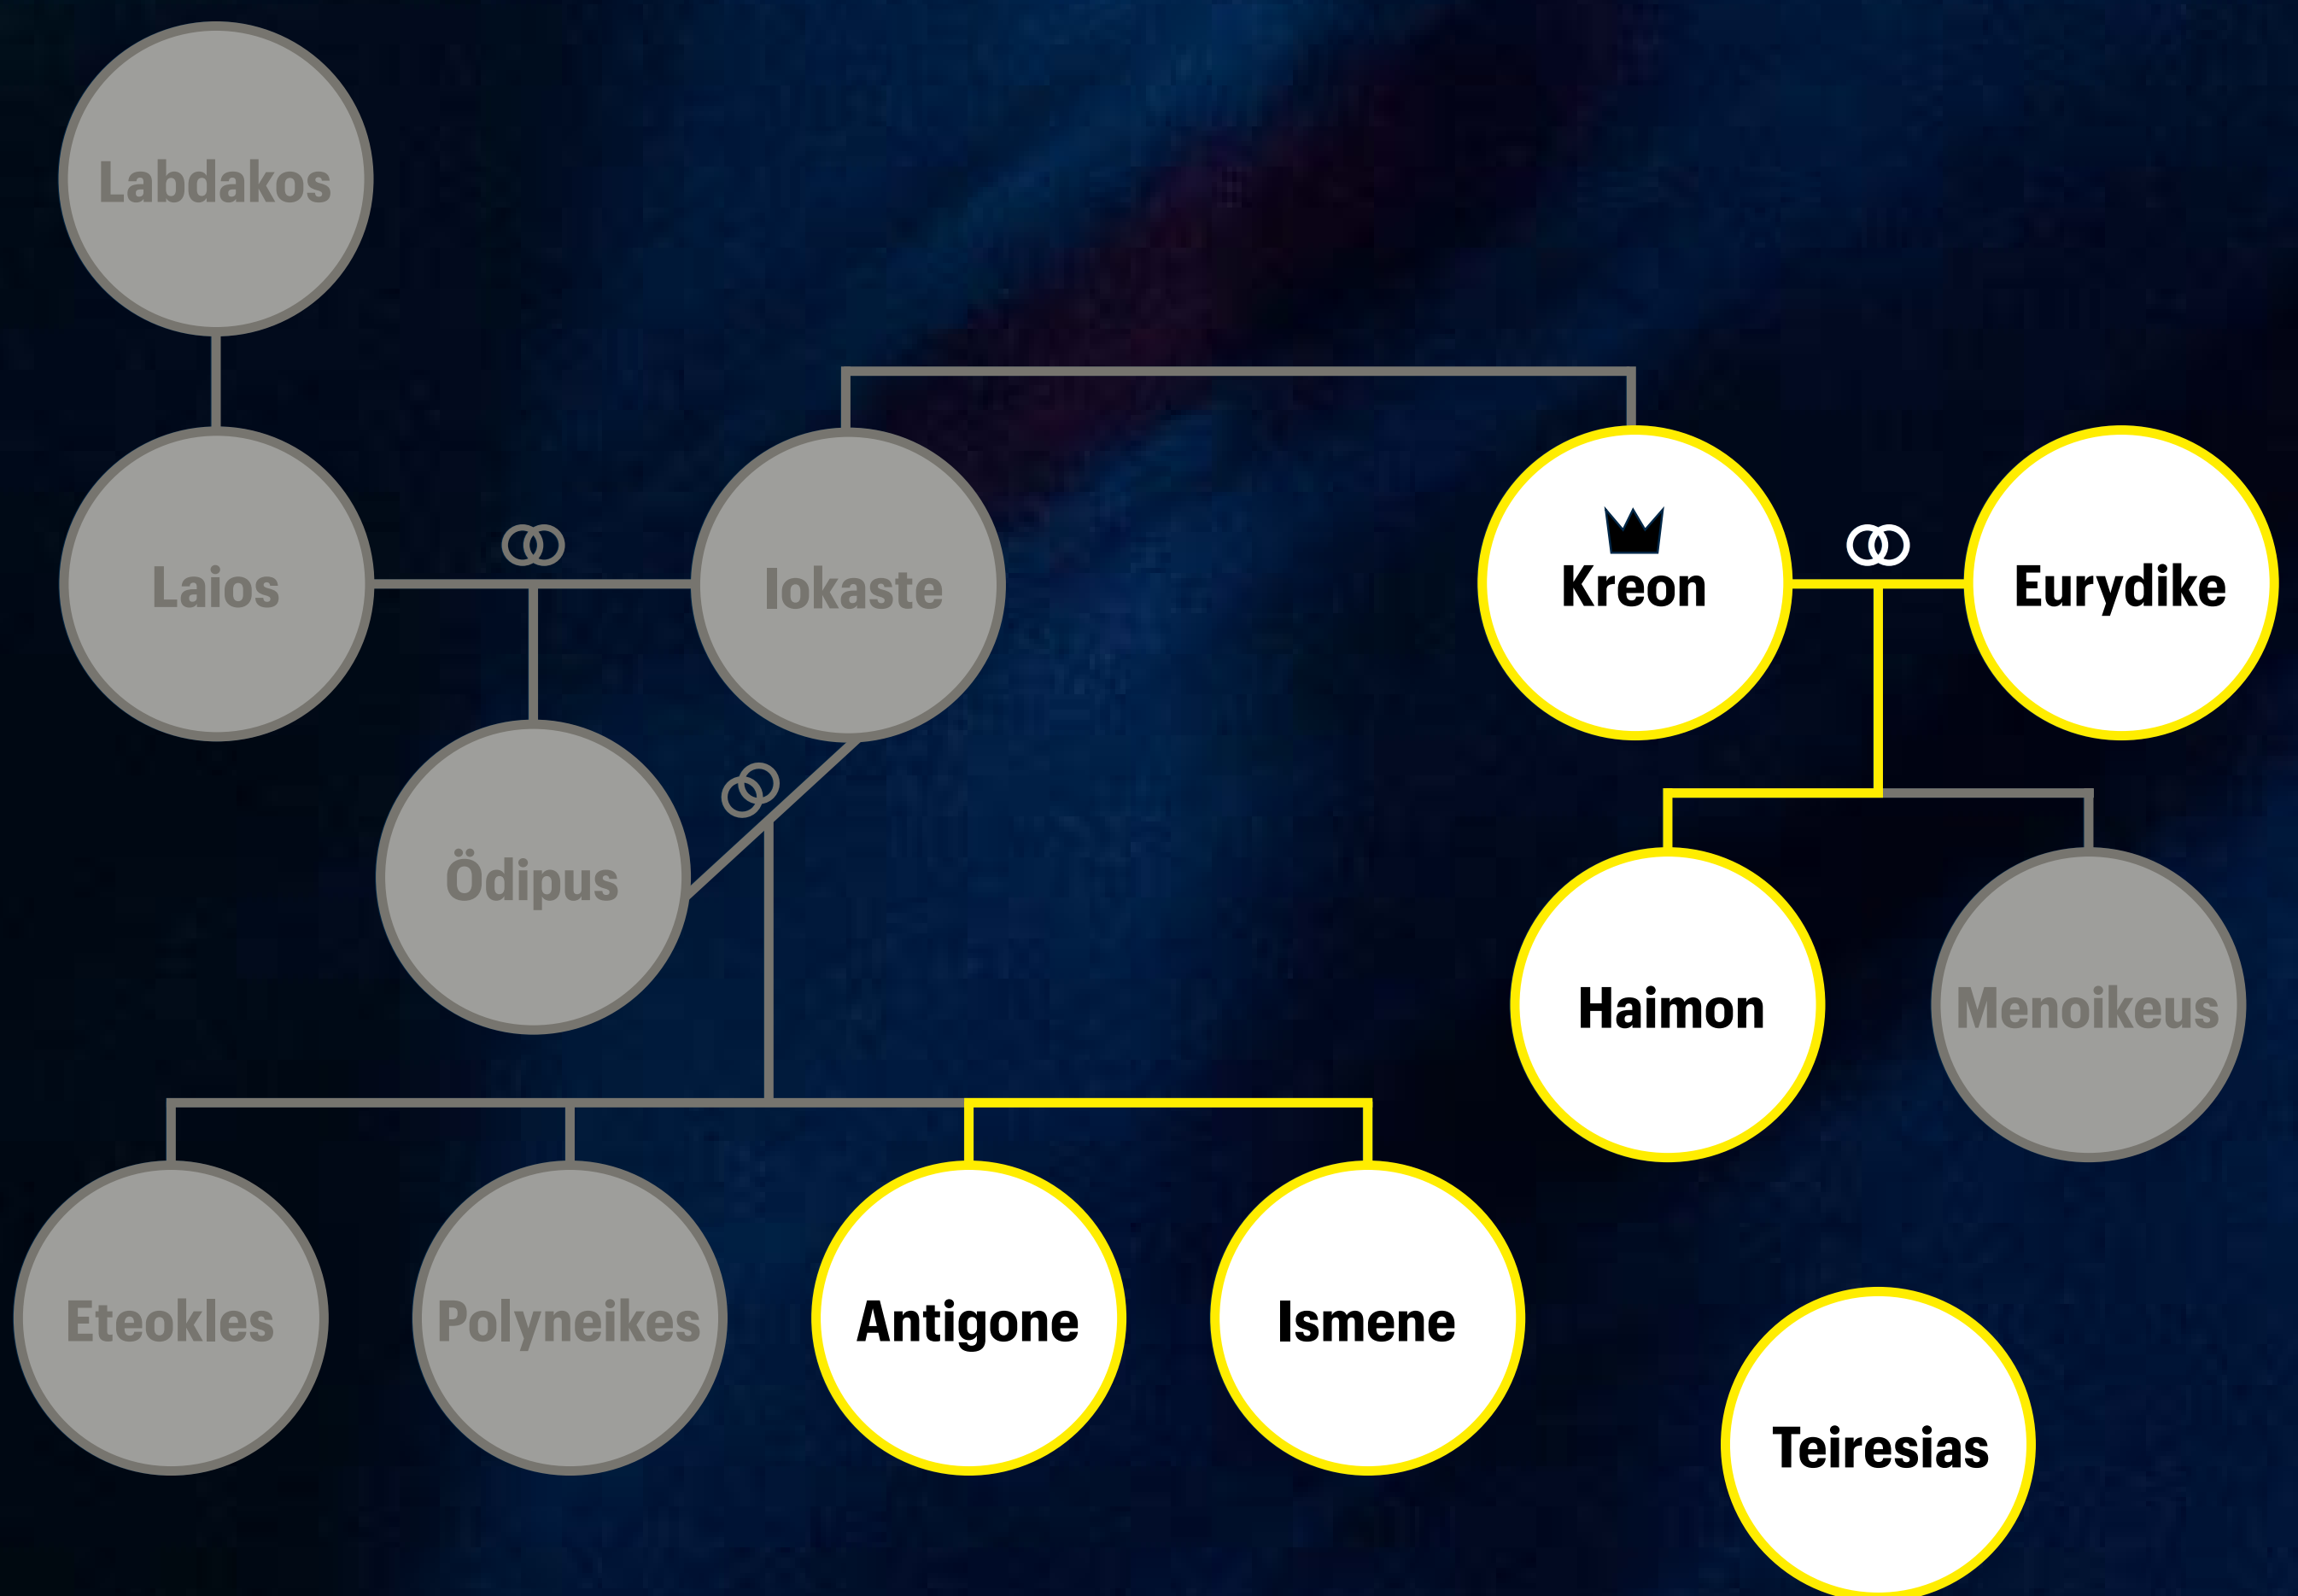 Labdakos
Laios
Iokaste
Kreon
Eurydike
Ödipus
Haimon
Menoikeus
Eteokles
Polyneikes
Antigone
Ismene
Teiresias